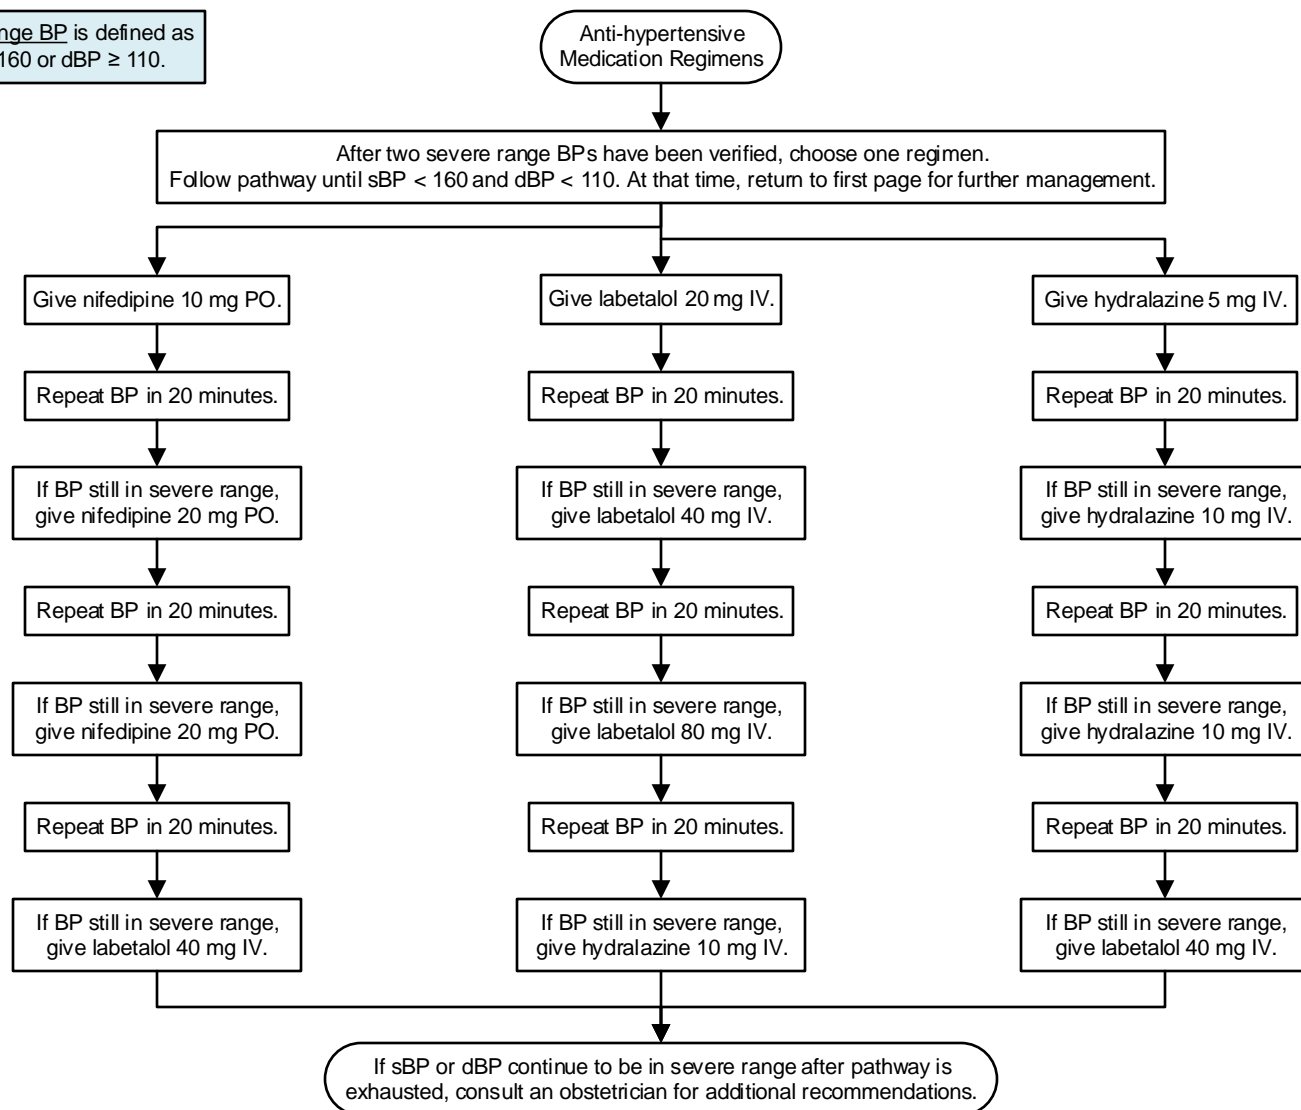 BP is defined as
160 or dBP ≥ 110.
Anti-hypertensive
Medication Regimens
After two severe range BPs have been verified, choose one regimen.
Follow pathway until sBP < 160 and dBP < 110. At that time, return to first page for further management.
Give nifedipine 10 mg PO.
Give labetalol 20 mg IV.
Give hydralazine 5 mg IV.
Repeat BP in 20 minutes.
Repeat BP in 20 minutes.
Repeat BP in 20 minutes.
If BP still in severe range,
give nifedipine 20 mg PO.
If BP still in severe range,
give labetalol 40 mg IV.
If BP still in severe range,
give hydralazine 10 mg IV.
Repeat BP in 20 minutes.
Repeat BP in 20 minutes.
Repeat BP in 20 minutes.
If BP still in severe range,
give nifedipine 20 mg PO.
If BP still in severe range,
give labetalol 80 mg IV.
If BP still in severe range,
give hydralazine 10 mg IV.
Repeat BP in 20 minutes.
Repeat BP in 20 minutes.
Repeat BP in 20 minutes.
If BP still in severe range,
give labetalol 40 mg IV.
If BP still in severe range,
give hydralazine 10 mg IV.
If BP still in severe range,
give labetalol 40 mg IV.
If sBP or dBP continue to be in severe range after pathway is
exhausted, consult an obstetrician for additional recommendations.